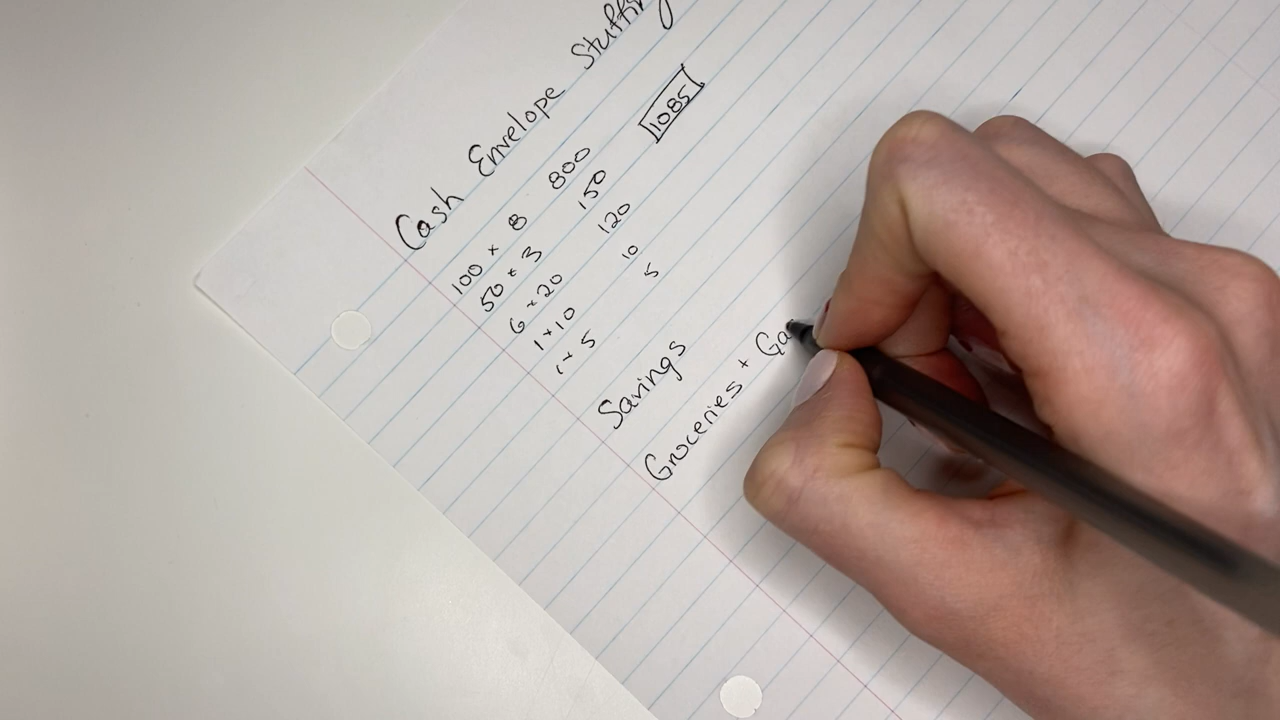 Cash Envelope Stuffing
1085
100 x 8 800
50 x 3 150
6 x 20 120
1 x 10 10
1 x 5 5
Savings
Groceries + Ga